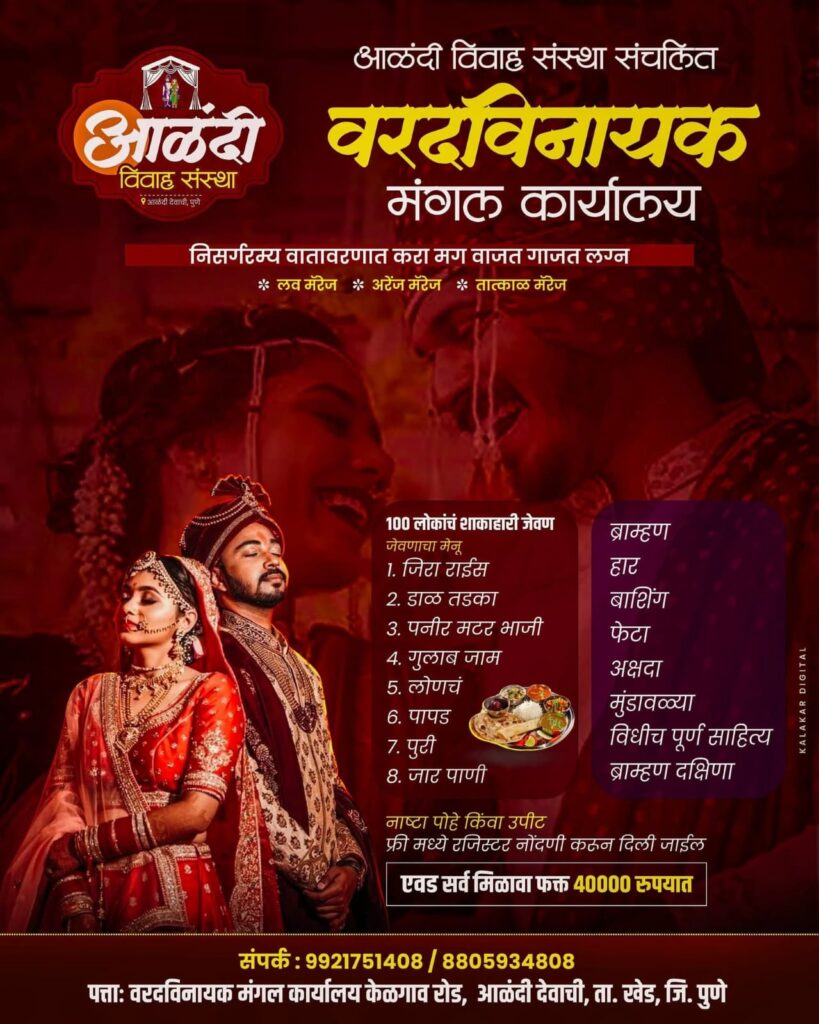 आळंदी
विवाह संस्था
आळंदी देवाची, पुणे
आळंदी विवाह संस्था संचलित
वरदविनायक
मंगल कार्यालय
निसर्गरम्य वातावरणात करा मग वाजत गाजत लग्न
* लव मॅरेज * अरेंज मॅरेज * तात्काळ मॅरेज
100 लोकांचं शाकाहारी जेवण
जेवणाचा मेनू
1. जिरा राईस
2. डाळ तडका
3. पनीर मटर भाजी
4. गुलाब जाम
5. लोणचं
6. पापड
7. पुरी
8. जार पाणी
ब्राम्हण
हार
बाशिंग
फेटा
अक्षदा
मुंडावळ्या
विधीच पूर्ण साहित्य
ब्राम्हण दक्षिणा
KALAKAR DIGITAL
नाष्टा पोहे किंवा उपीट
फ्री मध्ये रजिस्टर नोंदणी करून दिली जाईल
एवढ सर्व मिळावा फक्त 40000 रुपयात
संपर्क : 9921751408 / 8805934808
पत्ता: वरदविनायक मंगल कार्यालय केळगाव रोड, आळंदी देवाची, ता. खेड, जि. पुणे